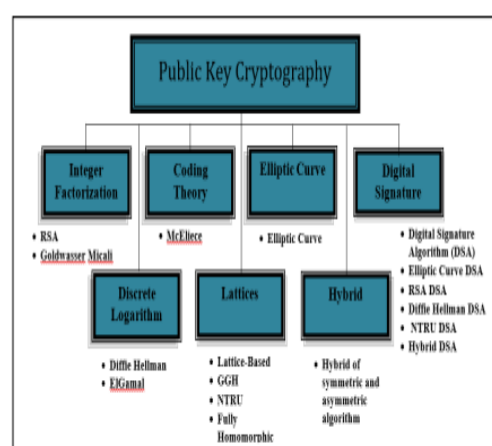 Public Key Cryptography
Integer
Factorization
• RSA
• Goldwasser Micali
Coding
Theory
• McEliece
Elliptic Curve
• Elliptic Curve
Digital
Signature
• Digital Signature
Algorithm (DSA)
• Elliptic Curve DSA
• RSA DSA
• Diffie Hellman DSA
• NTRU DSA
• Hybrid DSA
Discrete
Logarithm
• Diffie Hellman
• ElGamal
Lattices
• Lattice-Based
• GGH
• NTRU
• Fully
Homomorphic
Hybrid
• Hybrid of
symmetric and
asymmetric
algorithm